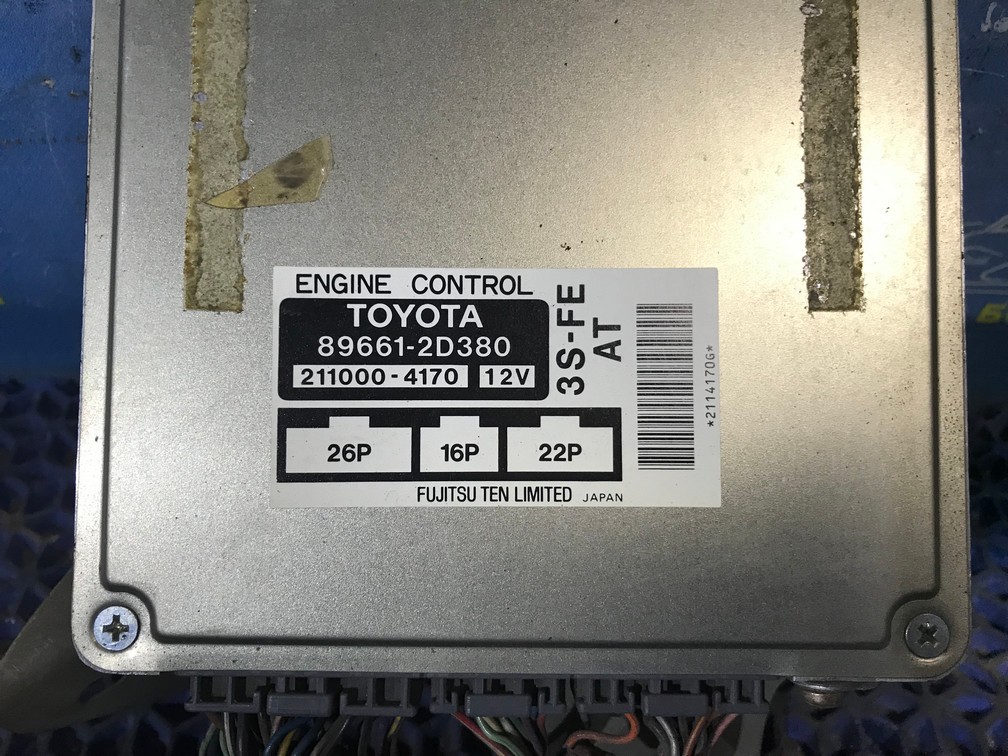 ENGINE CONTROL
TOYOTA
89661-2D380
211000-4170 12V
3S-FE
AT
*2114170G*
26P 16P 22P
FUJITSU TEN LIMITED JAPAN